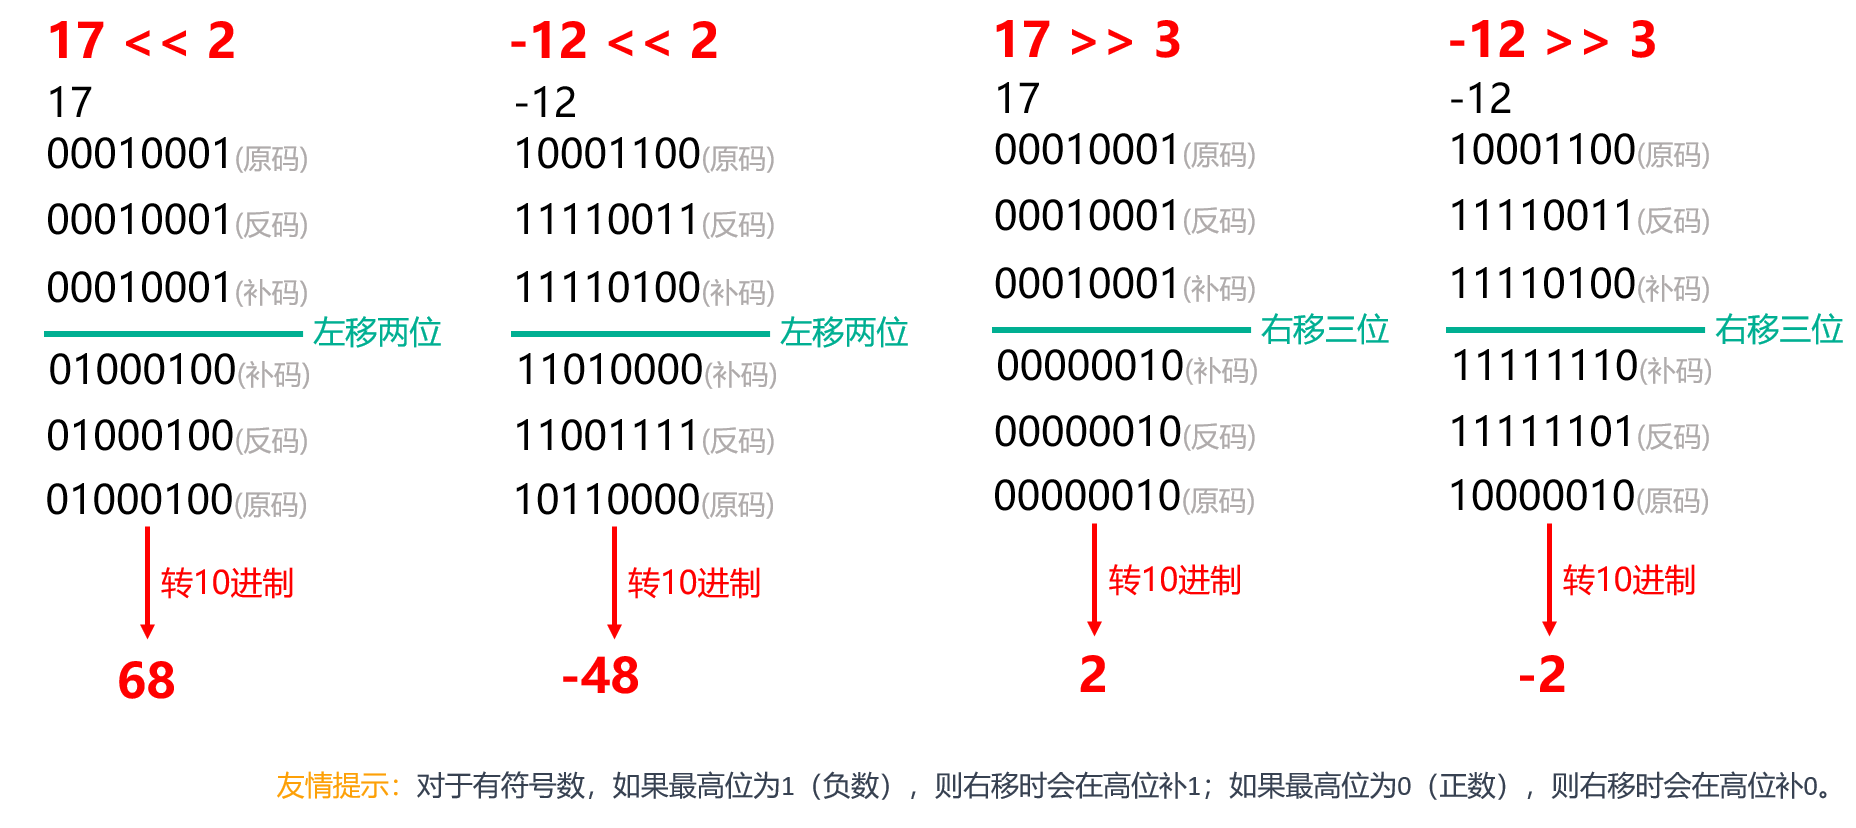 17 << 2
17
00010001(原码)
00010001(反码)
00010001(补码)
左移两位
01000100(补码)
01000100(反码)
01000100(原码)
转10进制
68
-12 << 2
-12
10001100(原码)
11110011(反码)
11110100(补码)
左移两位
11010000(补码)
11001111(反码)
10110000(原码)
转10进制
-48
17 >> 3
17
00010001(原码)
00010001(反码)
00010001(补码)
右移三位
00000010(补码)
00000010(反码)
00000010(原码)
转10进制
2
-12 >> 3
-12
10001100(原码)
11110011(反码)
11110100(补码)
右移三位
11111110(补码)
11111101(反码)
10000010(原码)
转10进制
-2
友情提示：对于有符号数，如果最高位为1（负数），则右移时会在高位补1；如果最高位为0（正数），则右移时会在高位补0。